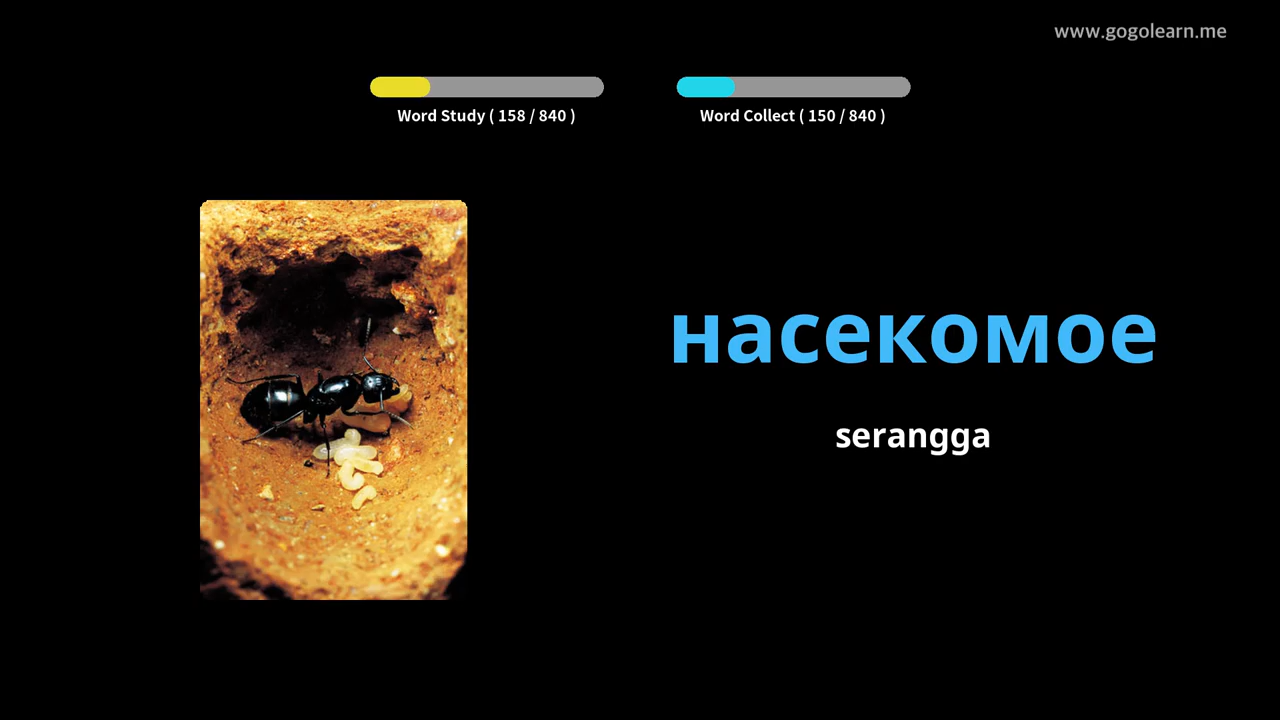 www.gogolearn.me
Word Study ( 158 / 840 )
Word Collect ( 150 / 840 )
насекомое
serangga